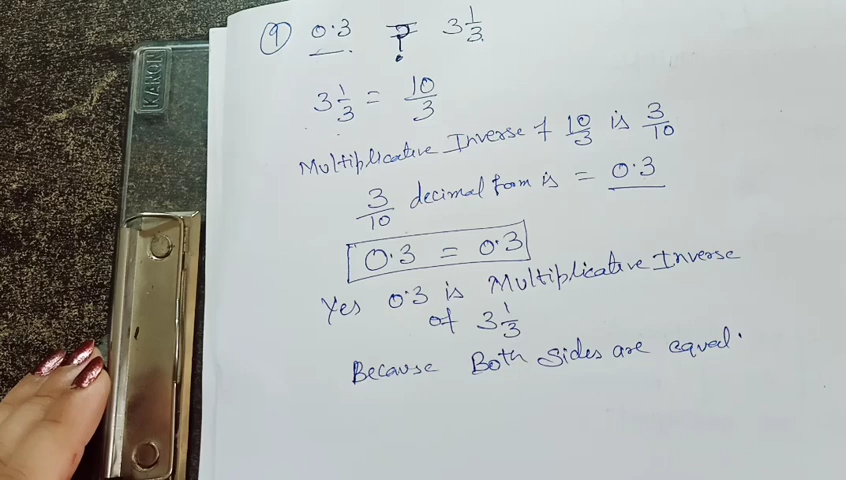 KARON
9 0.3 ? 3 1/3
3 1/3 = 10/3
Multiplicative Inverse of 10/3 is 3/10
3/10 decimal form is = 0.3
0.3 = 0.3
Yes 0.3 is Multiplicative Inverse
of 3 1/3
Because Both sides are equal.